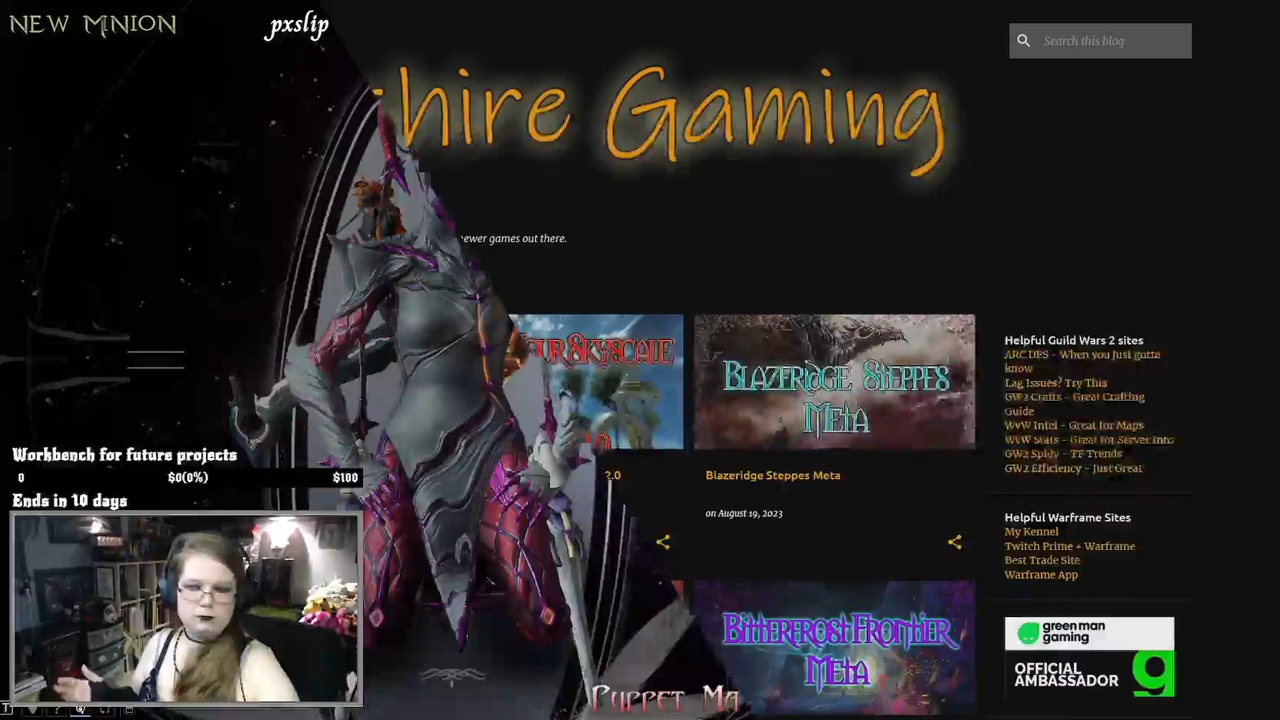 NEW MINION
pxslip
Search this blog
hire Gaming
newer games out there.
Your Skyscale
2.0
Blazeridge Steppes
Meta
Blazeridge Steppes Meta
on August 19, 2023
Bitterfrost Frontier
Meta
Helpful Guild Wars 2 sites
ARC DPS - When you just gotta
know
Lag Issues? Try This
GW2 Crafts - Great Crafting
Guide
WvW Intel - Great for Maps
WvW Stats - Great for Server Info
GW2 Spidy - TP Trends
GW2 Efficiency - Just Great
Helpful Warframe Sites
My Kennel
Twitch Prime + Warframe
Best Trade Site
Warframe App
green man
gaming
OFFICIAL
AMBASSADOR
Workbench for future projects
0 $0(0%) $100
Ends in 10 days
Puppet Ma